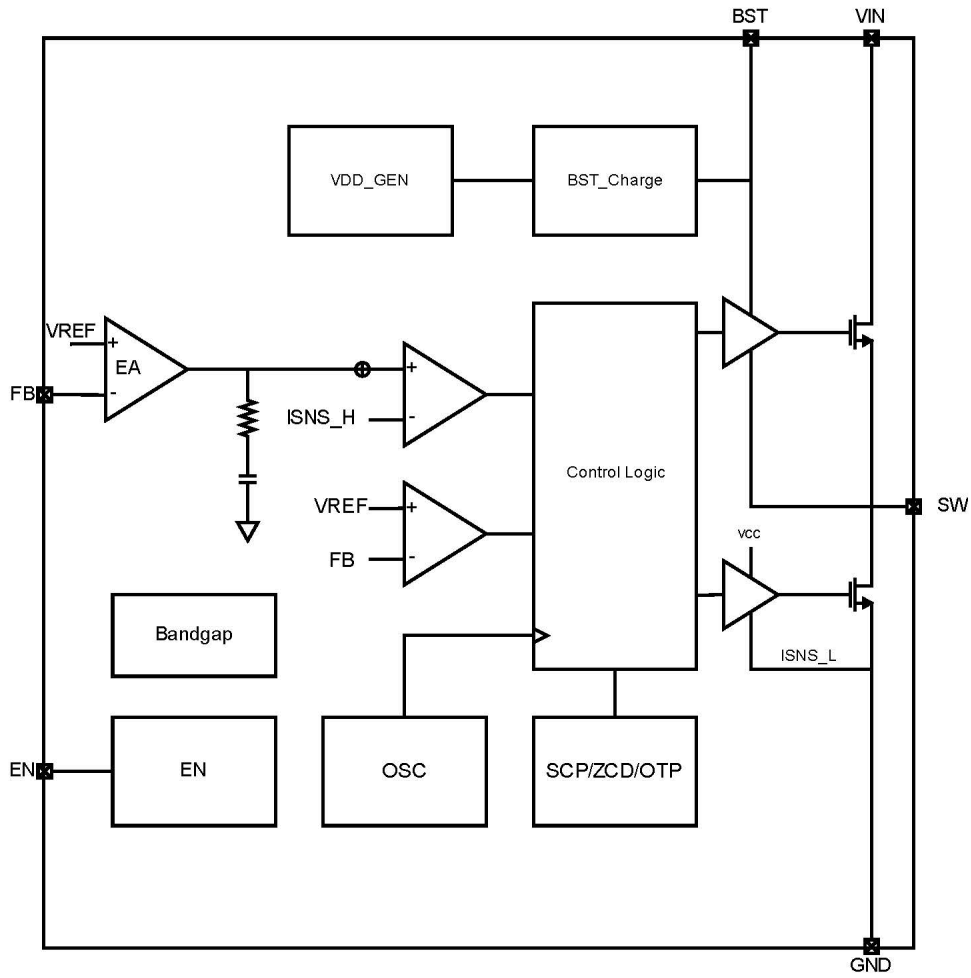 BST
VIN
VDD_GEN
BST_Charge
VREF
+
EA
FB
-
+
ISNS_H
-
Control Logic
VREF
+
FB
-
SW
VCC
Bandgap
ISNS_L
EN
EN
OSC
SCP/ZCD/OTP
GND